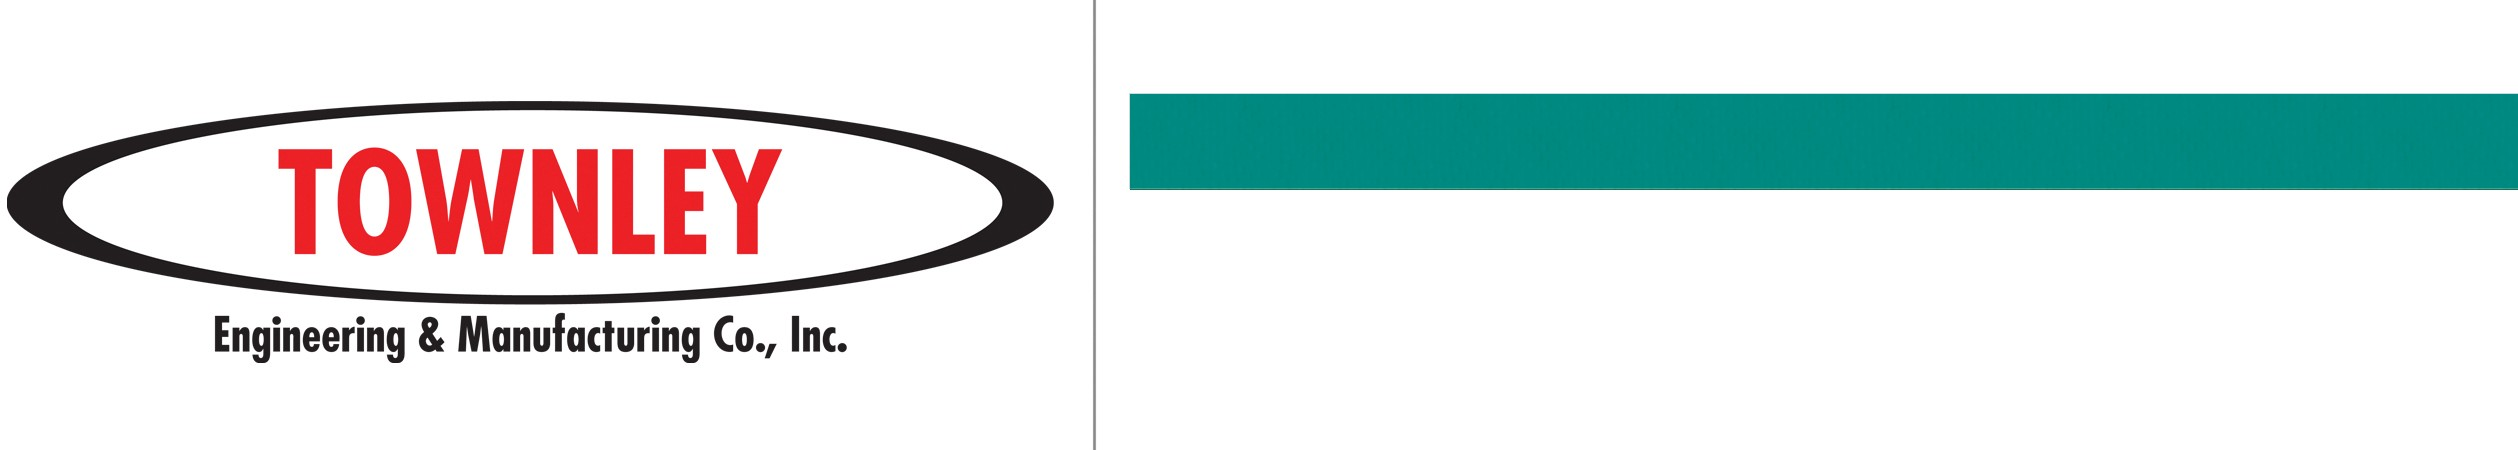 TOWNLEY
Engineering & Manufacturing Co., Inc.